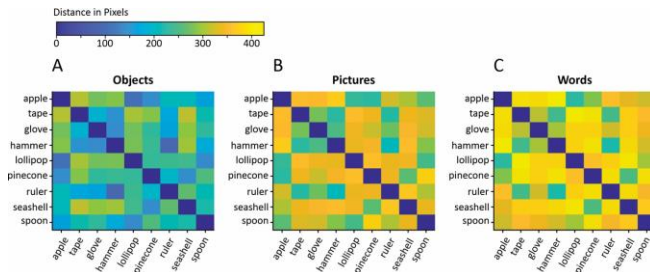 Distance in Pixels
0 100 200 300 400
A Objects
B Pictures
C Words
apple
tape
glove
hammer
lollipop
pinecone
ruler
seashell
spoon
apple
tape
glove
hammer
lollipop
pinecone
ruler
seashell
spoon
apple
tape
glove
hammer
lollipop
pinecone
ruler
seashell
spoon
apple tape glove hammer lollipop pinecone ruler seashell spoon
apple tape glove hammer lollipop pinecone ruler seashell spoon
apple tape glove hammer lollipop pinecone ruler seashell spoon